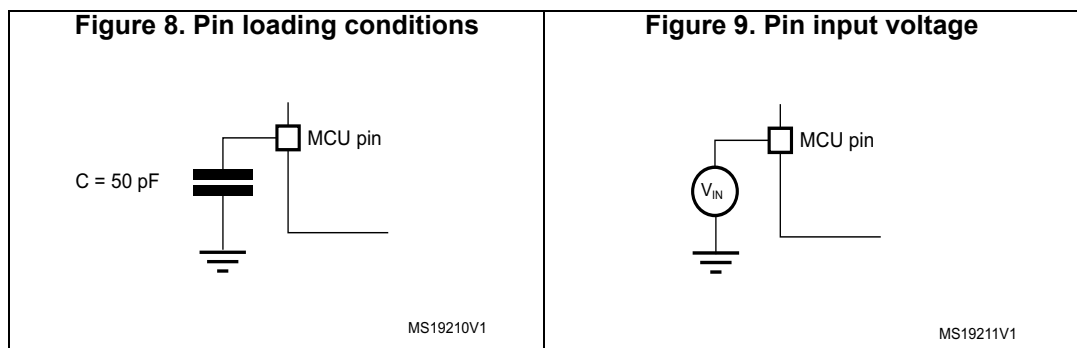 Figure 8. Pin loading conditions
MCU pin
C = 50 pF
MS19210V1
Figure 9. Pin input voltage
MCU pin
VIN
MS19211V1